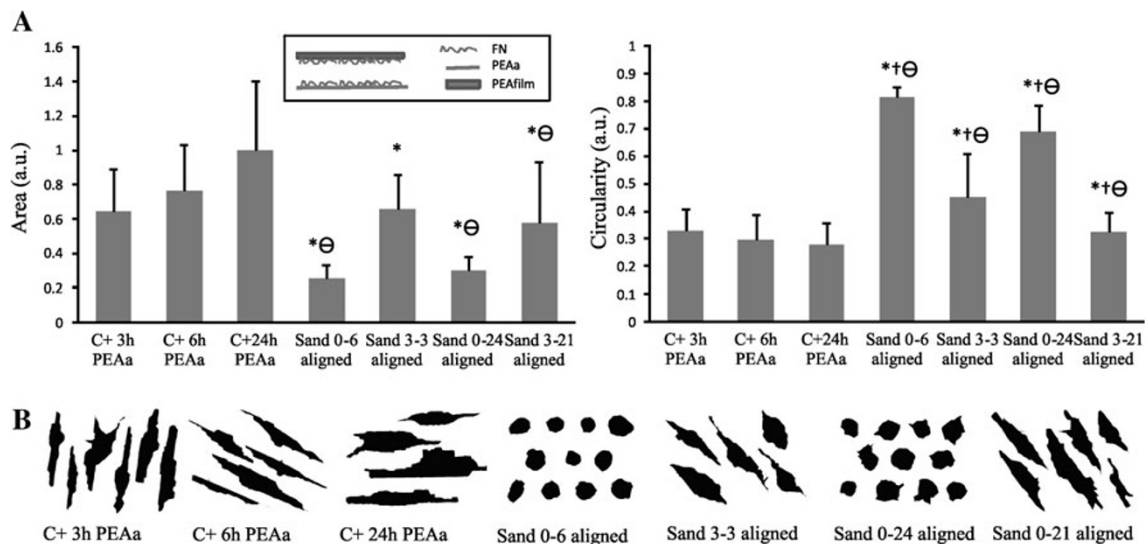 A
1.6
1.4
1.2
1
0.8
0.6
0.4
0.2
0
Area (a.u.)
FN
PEAa
PEAfilm
*ϴ
*
*ϴ
*ϴ
C+ 3h PEAa
C+ 6h PEAa
C+24h PEAa
Sand 0-6 aligned
Sand 3-3 aligned
Sand 0-24 aligned
Sand 3-21 aligned
1
0.9
0.8
0.7
0.6
0.5
0.4
0.3
0.2
0.1
0
Circularity (a.u.)
*†ϴ
*†ϴ
*†ϴ
*†ϴ
C+ 3h PEAa
C+ 6h PEAa
C+24h PEAa
Sand 0-6 aligned
Sand 3-3 aligned
Sand 0-24 aligned
Sand 3-21 aligned
B
C+ 3h PEAa
C+ 6h PEAa
C+ 24h PEAa
Sand 0-6 aligned
Sand 3-3 aligned
Sand 0-24 aligned
Sand 0-21 aligned